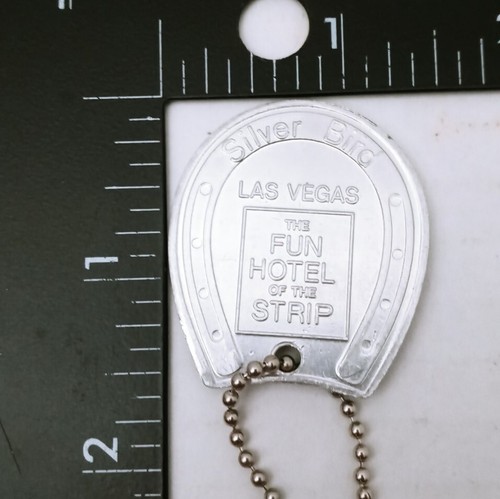 1
Silver Bird
LAS VEGAS
THE
FUN
HOTEL
OF THE
STRIP
1
2